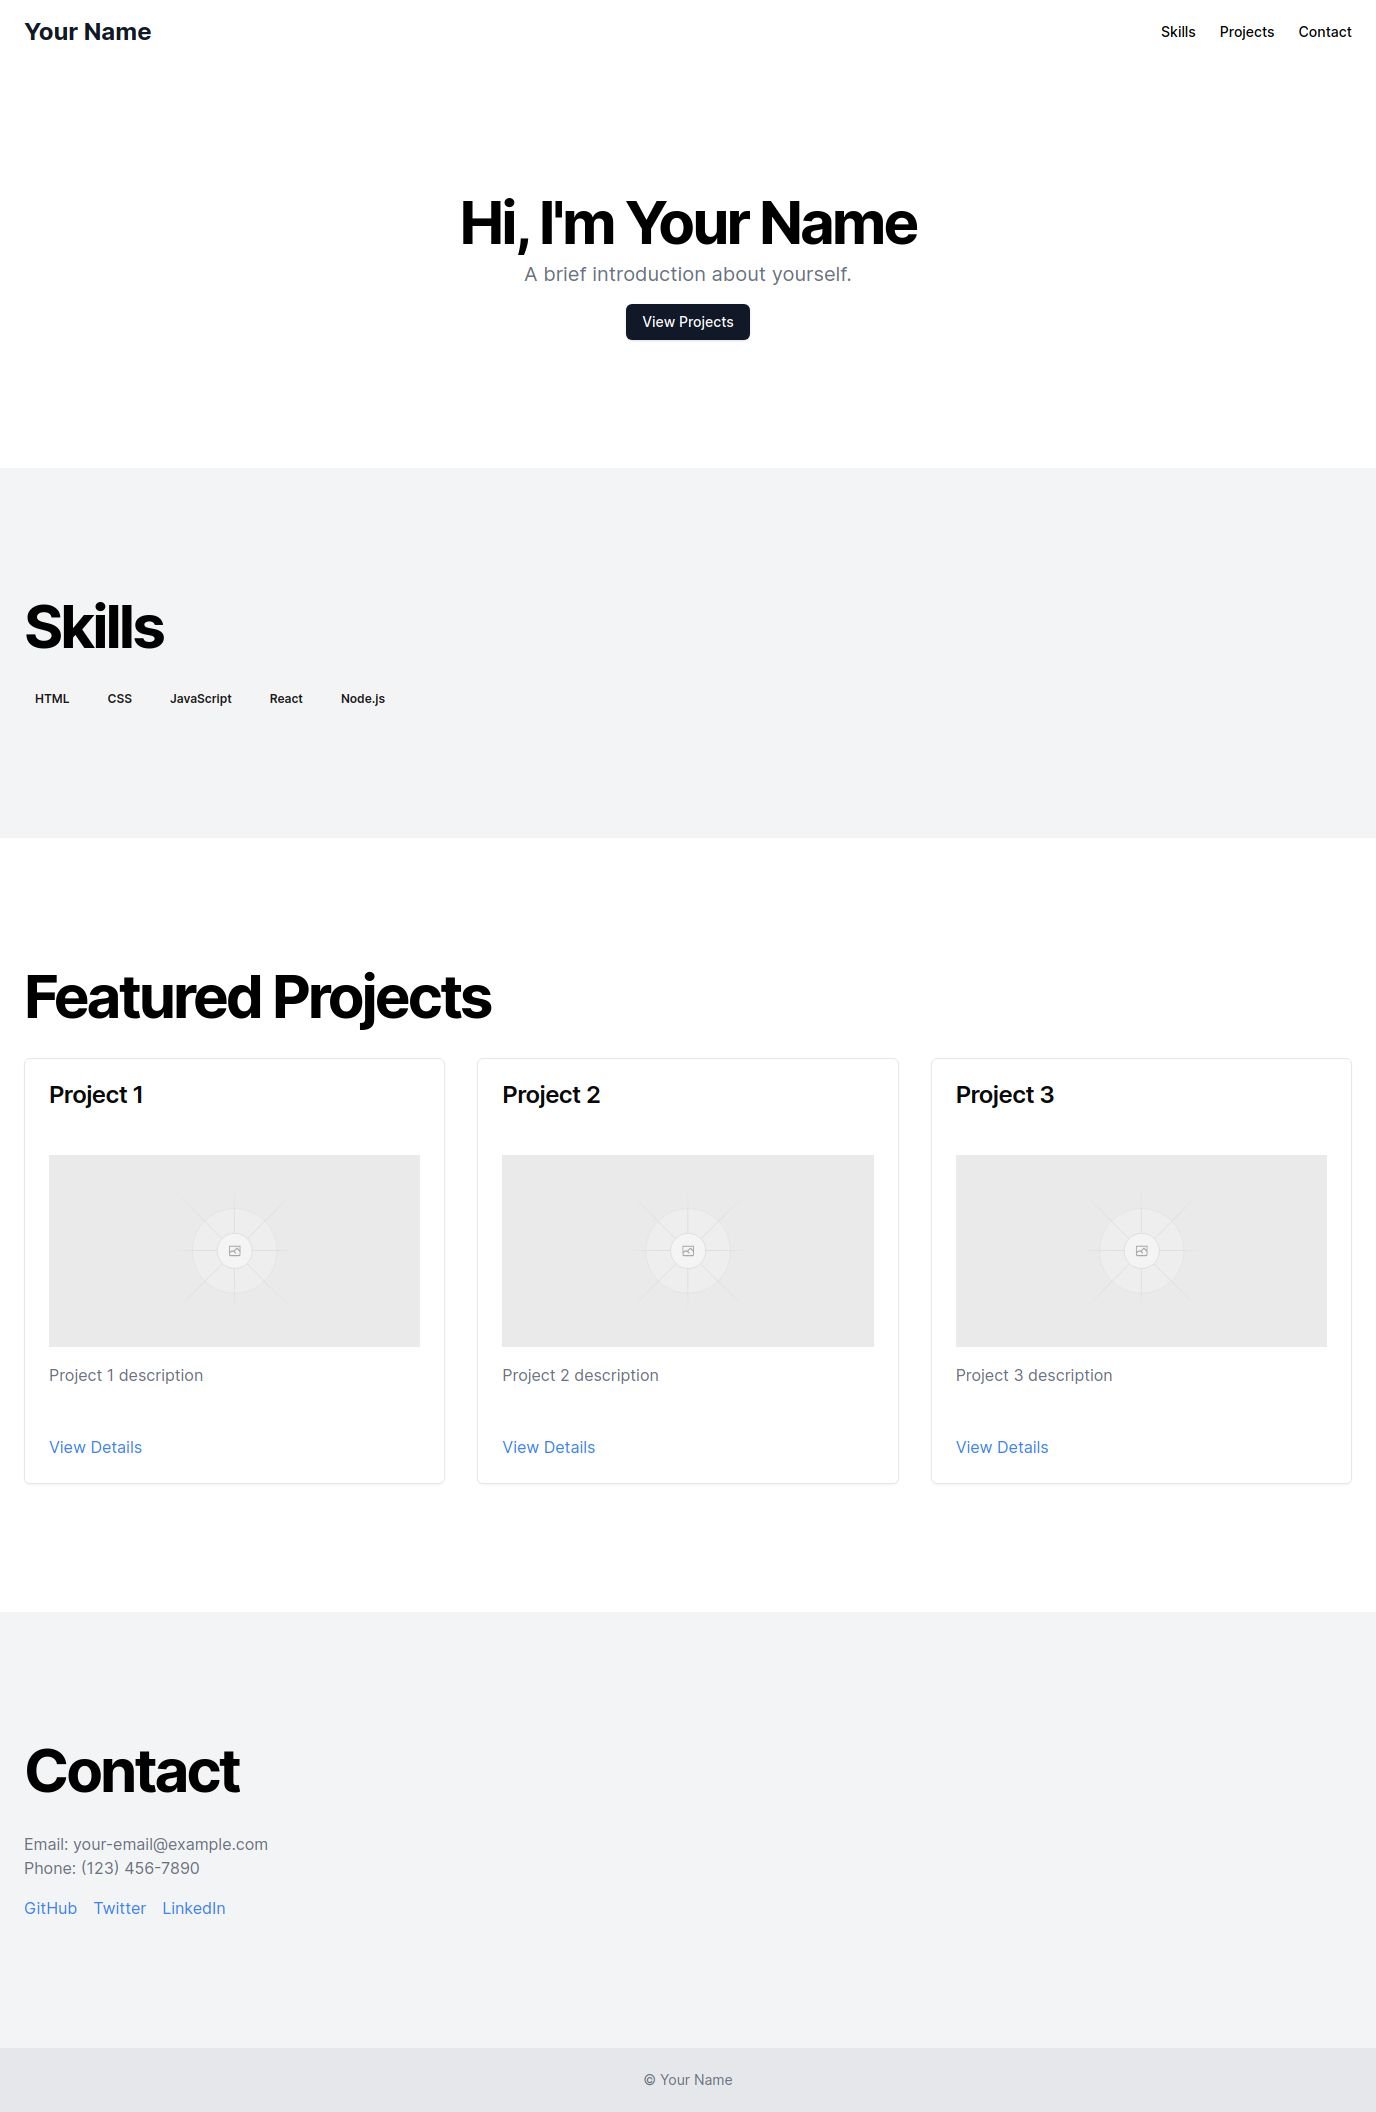 Your Name
Skills Projects Contact
Hi, I'm Your Name
A brief introduction about yourself.
View Projects
Skills
HTML CSS JavaScript React Node.js
Featured Projects
Project 1
Project 1 description
View Details
Project 2
Project 2 description
View Details
Project 3
Project 3 description
View Details
Contact
Email: your-email@example.com
Phone: (123) 456-7890
GitHub Twitter LinkedIn
© Your Name